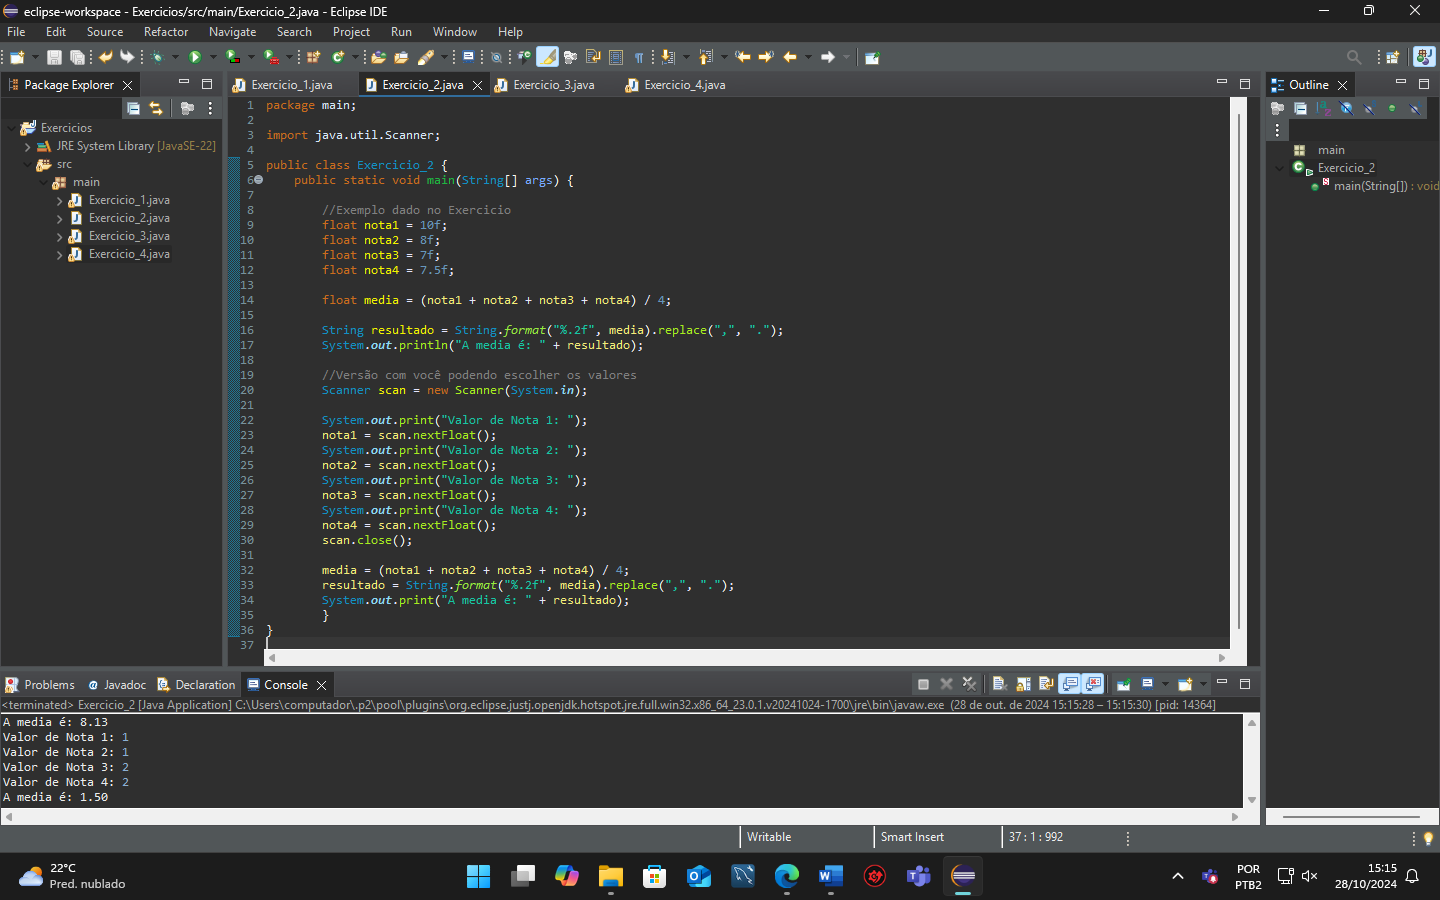 eclipse-workspace - Exercicios/src/main/Exercicio_2.java - Eclipse IDE
File Edit Source Refactor Navigate Search Project Run Window Help
Package Explorer
Exercicios
JRE System Library [JavaSE-22]
src
main
Exercicio_1.java
Exercicio_2.java
Exercicio_3.java
Exercicio_4.java
Exercicio_1.java Exercicio_2.java Exercicio_3.java Exercicio_4.java
1 package main;
2
3 import java.util.Scanner;
4
5 public class Exercicio_2 {
6 public static void main(String[] args) {
7
8 //Exemplo dado no Exercicio
9 float nota1 = 10f;
10 float nota2 = 8f;
11 float nota3 = 7f;
12 float nota4 = 7.5f;
13
14 float media = (nota1 + nota2 + nota3 + nota4) / 4;
15
16 String resultado = String.format("%.2f", media).replace(",", ".");
17 System.out.println("A media é: " + resultado);
18
19 //Versão com você podendo escolher os valores
20 Scanner scan = new Scanner(System.in);
21
22 System.out.print("Valor de Nota 1: ");
23 nota1 = scan.nextFloat();
24 System.out.print("Valor de Nota 2: ");
25 nota2 = scan.nextFloat();
26 System.out.print("Valor de Nota 3: ");
27 nota3 = scan.nextFloat();
28 System.out.print("Valor de Nota 4: ");
29 nota4 = scan.nextFloat();
30 scan.close();
31
32 media = (nota1 + nota2 + nota3 + nota4) / 4;
33 resultado = String.format("%.2f", media).replace(",", ".");
34 System.out.print("A media é: " + resultado);
35 }
36 }
37
Outline
main
Exercicio_2
main(String[]) : void
Problems Javadoc Declaration Console
<terminated> Exercicio_2 [Java Application] C:\Users\computador\.p2\pool\plugins\org.eclipse.justj.openjdk.hotspot.jre.full.win32.x86_64_23.0.1.v20241024-1700\jre\bin\javaw.exe (28 de out. de 2024 15:15:28 – 15:15:30) [pid: 14364]
A media é: 8.13
Valor de Nota 1: 1
Valor de Nota 2: 1
Valor de Nota 3: 2
Valor de Nota 4: 2
A media é: 1.50
Writable Smart Insert 37 : 1 : 992
22°C
Pred. nublado
POR
PTB2
15:15
28/10/2024